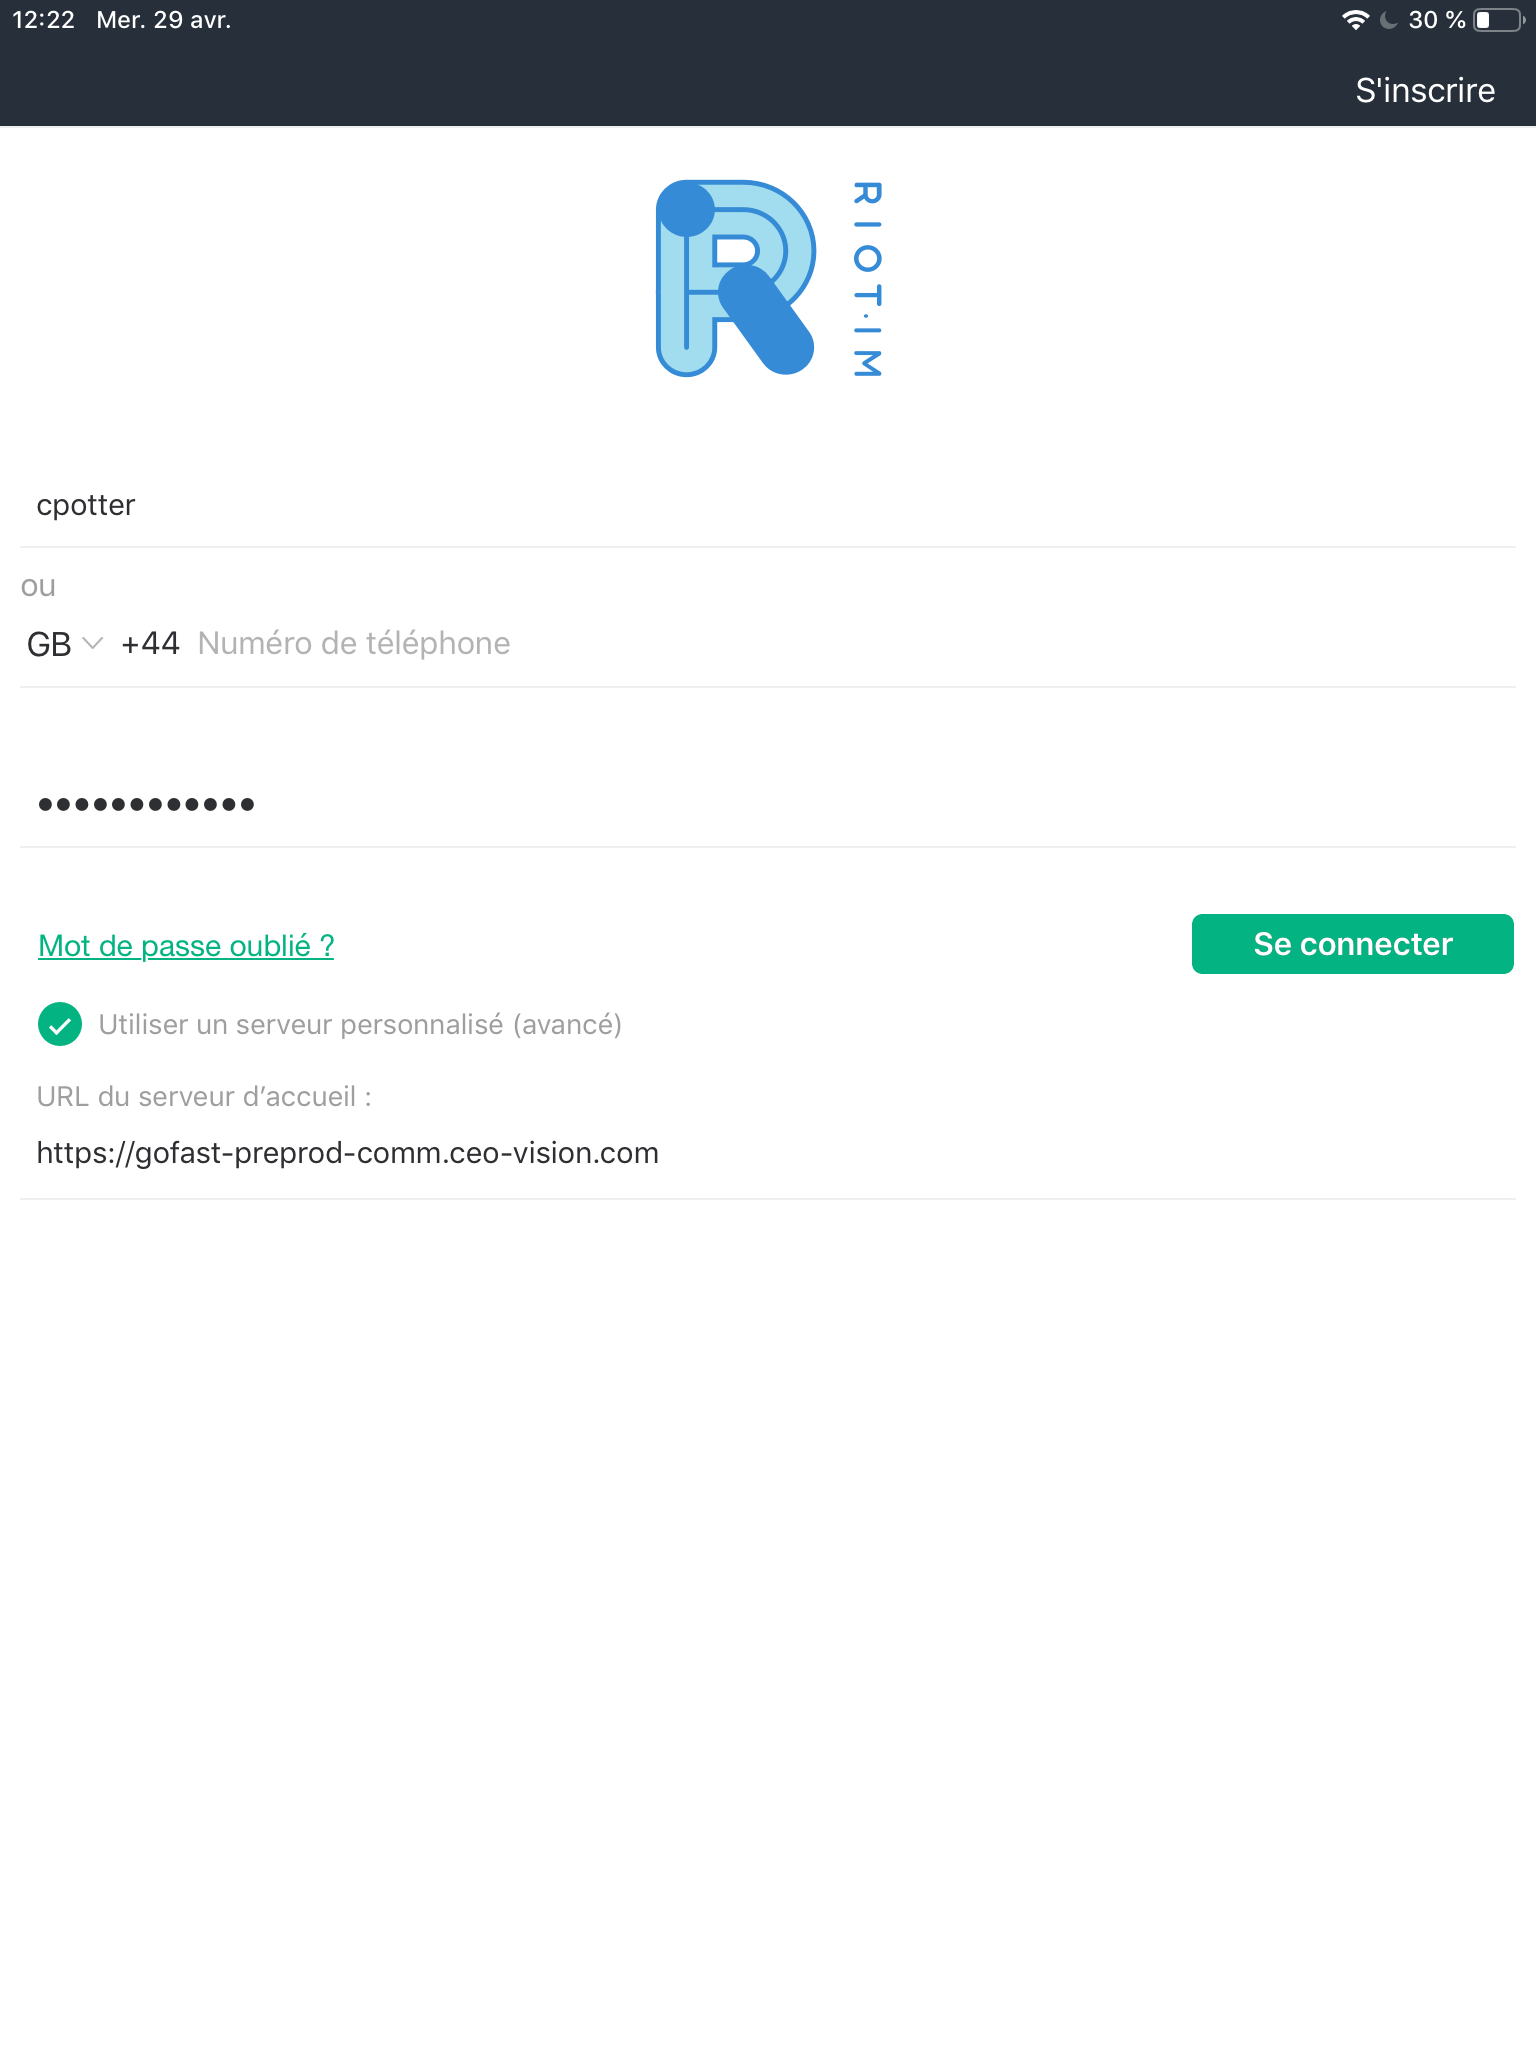 12:22 Mer. 29 avr. 30 %
S'inscrire
RIOT.IM
cpotter
ou
GB +44 Numéro de téléphone
••••••••••••
Mot de passe oublié ?
Se connecter
Utiliser un serveur personnalisé (avancé)
URL du serveur d’accueil :
https://gofast-preprod-comm.ceo-vision.com